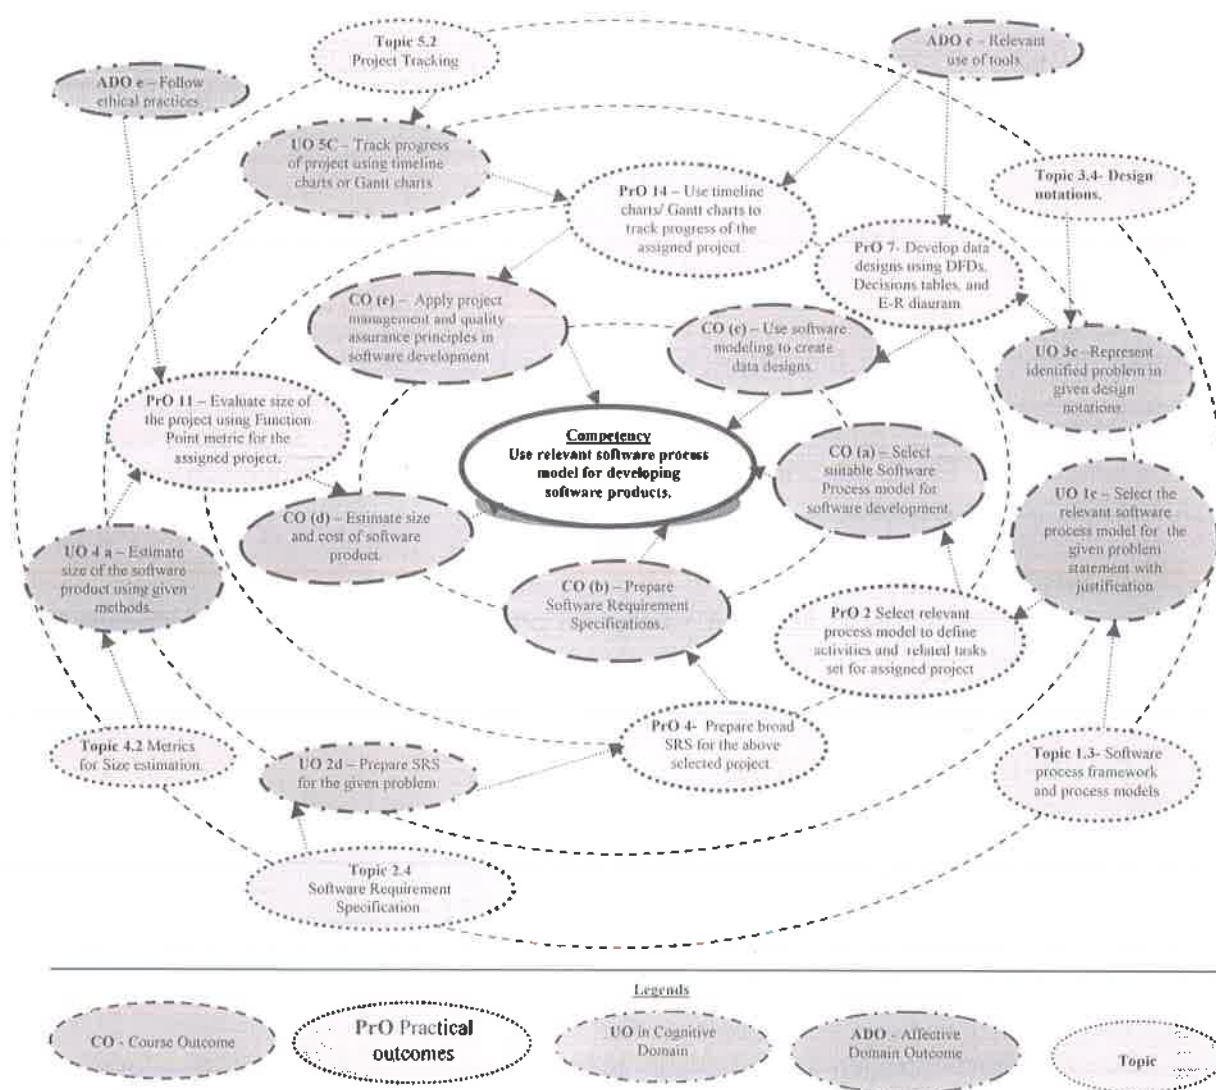 Topic 5.2
Project Tracking
ADO c – Relevant
use of tools.
ADO e – Follow
ethical practices.
UO 5C – Track progress
of project using timeline
charts or Gantt charts
PrO 14 – Use timeline
charts/ Gantt charts to
track progress of the
assigned project.
Topic 3.4- Design
notations.
PrO 7- Develop data
designs using DFDs,
Decisions tables, and
E-R diagram.
CO (e) – Apply project
management and quality
assurance principles in
software development
CO (c) – Use software
modeling to create
data designs.
UO 3c –Represent
identified problem in
given design
notations.
PrO 11 – Evaluate size of
the project using Function
Point metric for the
assigned project.
Competency
Use relevant software process
model for developing
software products.
CO (a) – Select
suitable Software
Process model for
software development.
UO 1e – Select the
relevant software
process model for the
given problem
statement with
justification
CO (d) – Estimate size
and cost of software
product.
UO 4 a – Estimate
size of the software
product using given
methods.
CO (b) – Prepare
Software Requirement
Specifications.
PrO 2 Select relevant
process model to define
activities and related tasks
set for assigned project
PrO 4- Prepare broad
SRS for the above
selected project.
Topic 4.2 Metrics
for Size estimation.
UO 2d – Prepare SRS
for the given problem.
Topic 1.3- Software
process framework
and process models
Topic 2.4
Software Requirement
Specification
Legends
CO - Course Outcome
PrO Practical
outcomes
UO in Cognitive
Domain
ADO - Affective
Domain Outcome
Topic